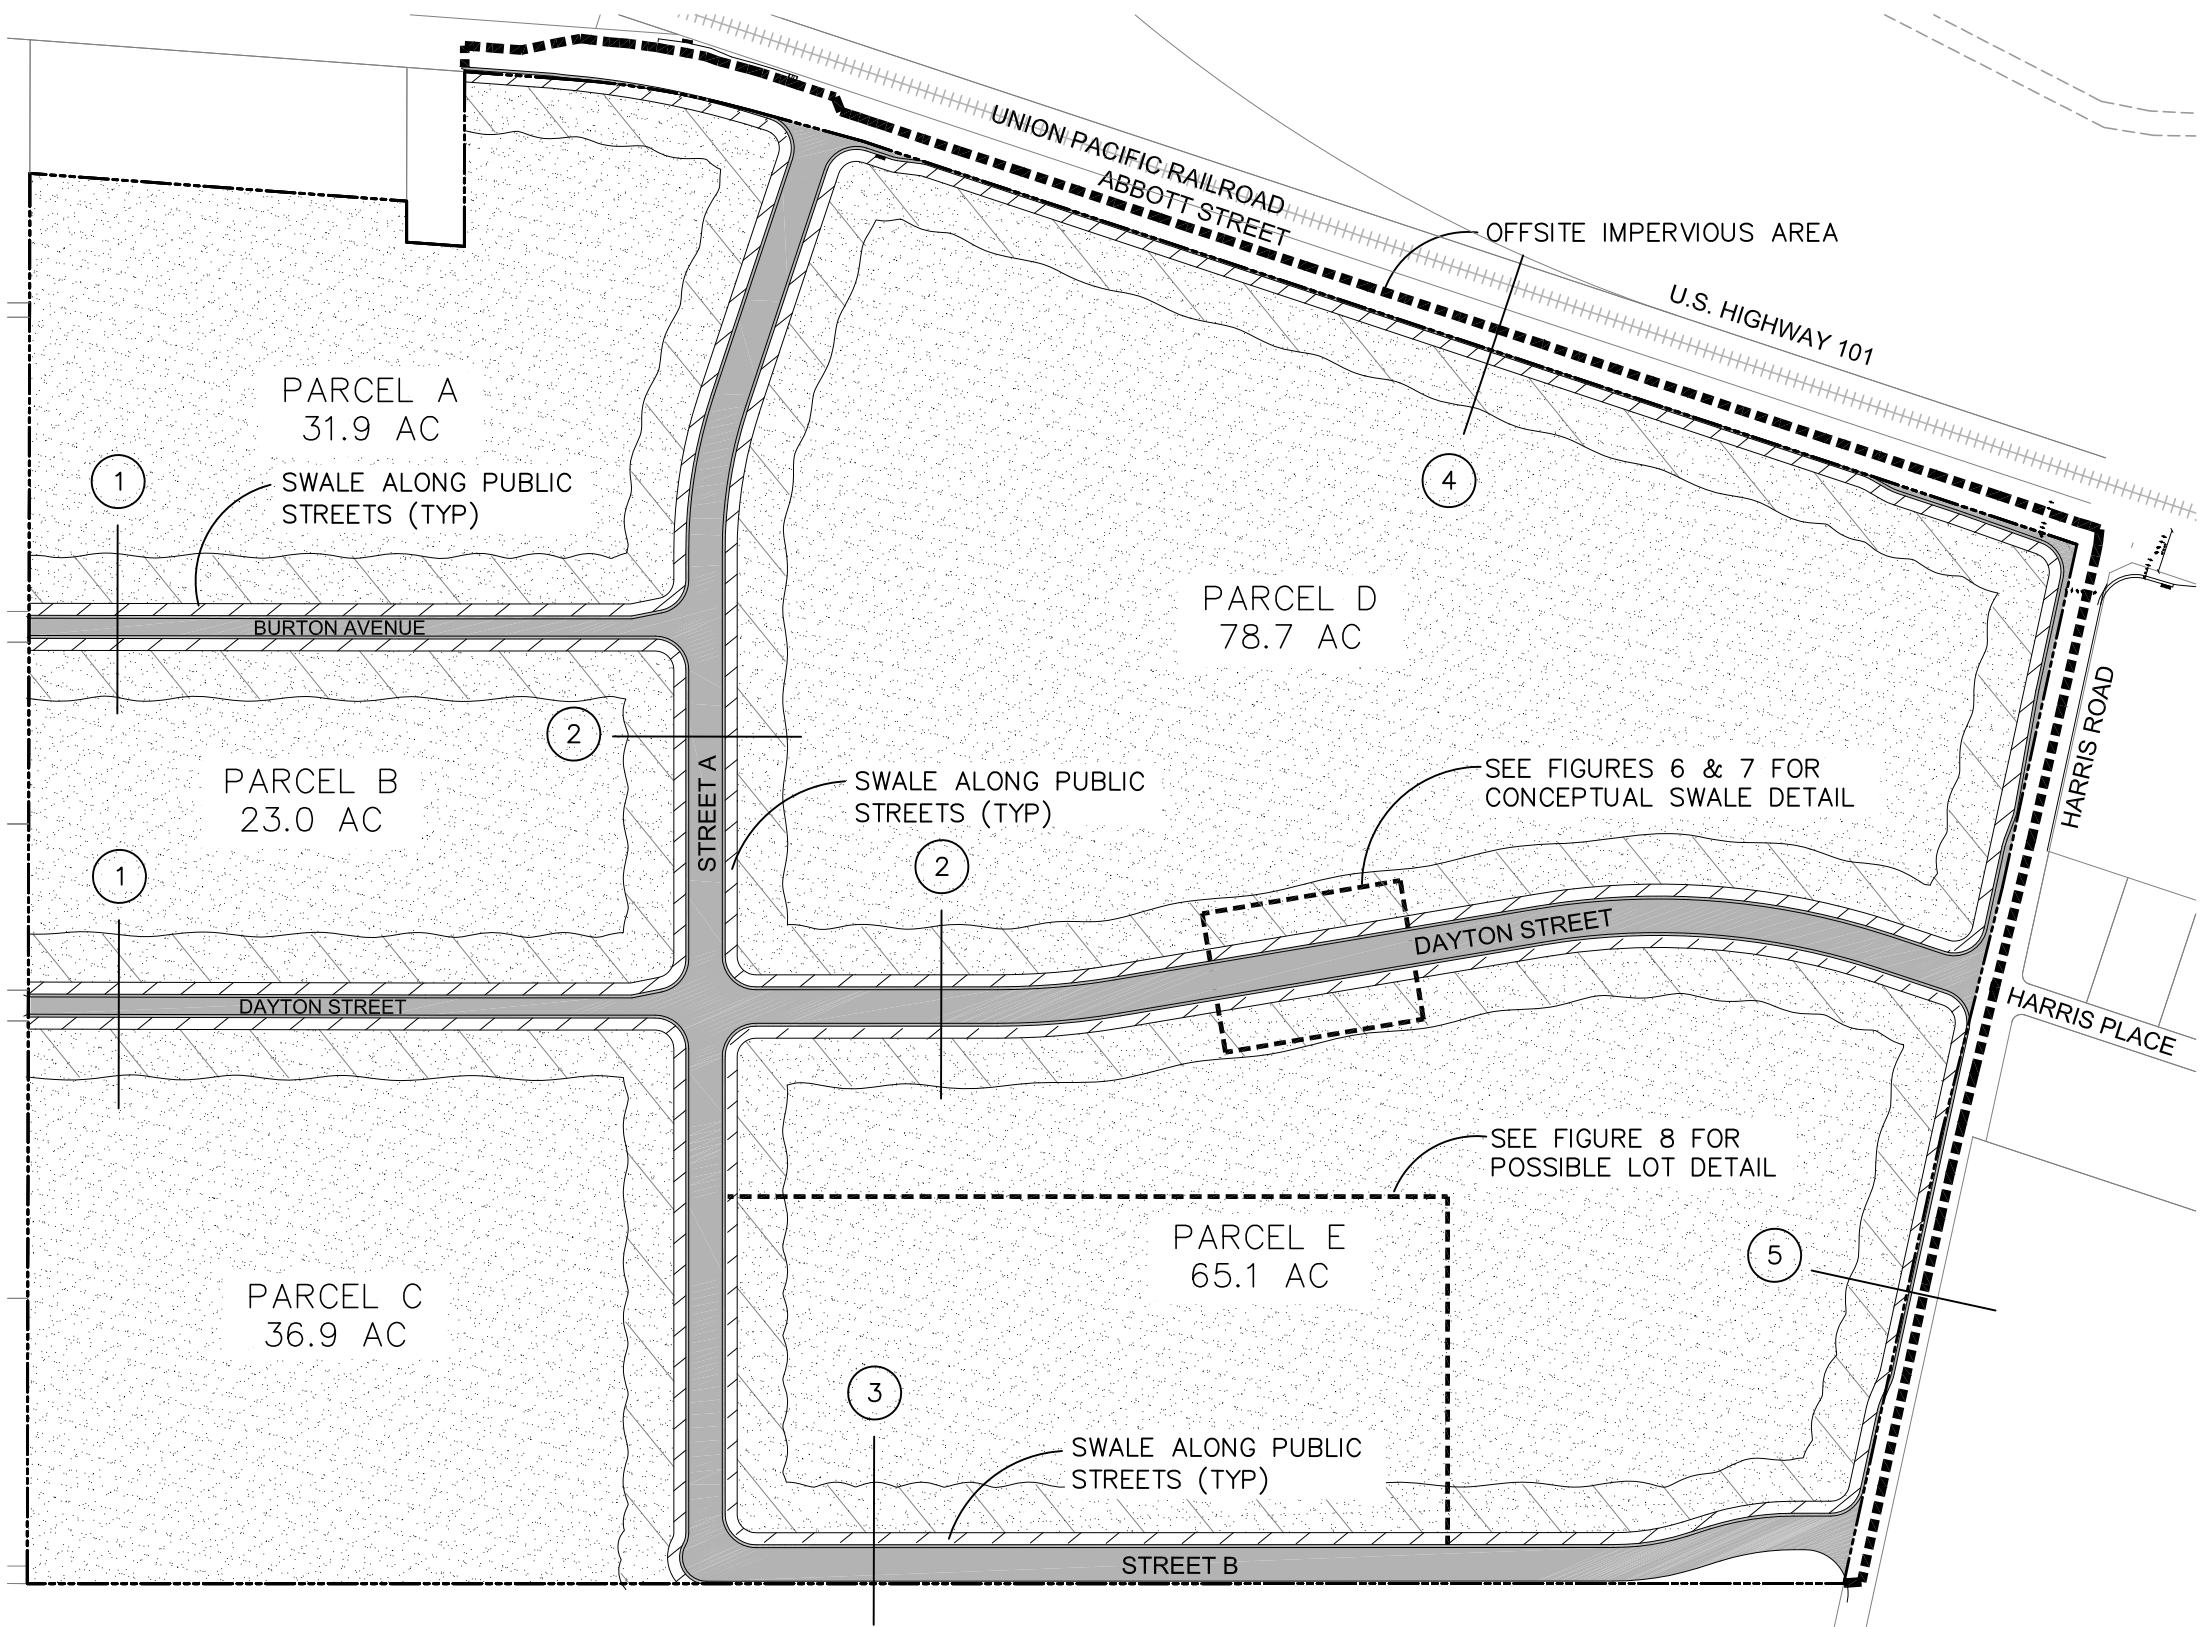 UNION PACIFIC RAILROAD
ABBOTT STREET
OFFSITE IMPERVIOUS AREA
U.S. HIGHWAY 101
PARCEL A
31.9 AC
1
SWALE ALONG PUBLIC
STREETS (TYP)
4
BURTON AVENUE
PARCEL D
78.7 AC
HARRIS ROAD
2
PARCEL B
23.0 AC
STREET A
SWALE ALONG PUBLIC
STREETS (TYP)
SEE FIGURES 6 & 7 FOR
CONCEPTUAL SWALE DETAIL
1
2
DAYTON STREET
DAYTON STREET
HARRIS PLACE
SEE FIGURE 8 FOR
POSSIBLE LOT DETAIL
PARCEL E
65.1 AC
5
PARCEL C
36.9 AC
3
SWALE ALONG PUBLIC
STREETS (TYP)
STREET B